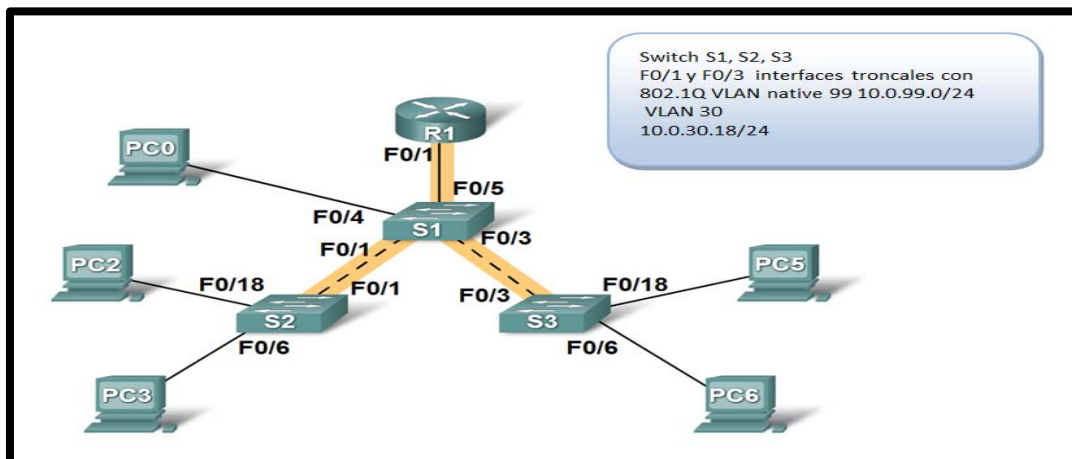 Switch S1, S2, S3
F0/1 y F0/3 interfaces troncales con
802.1Q VLAN native 99 10.0.99.0/24
VLAN 30
10.0.30.18/24
R1
F0/1
PC0
F0/5
F0/4
S1
F0/1
F0/3
PC2
F0/18
F0/1
F0/3
F0/18
PC5
S2
S3
F0/6
F0/6
PC3
PC6